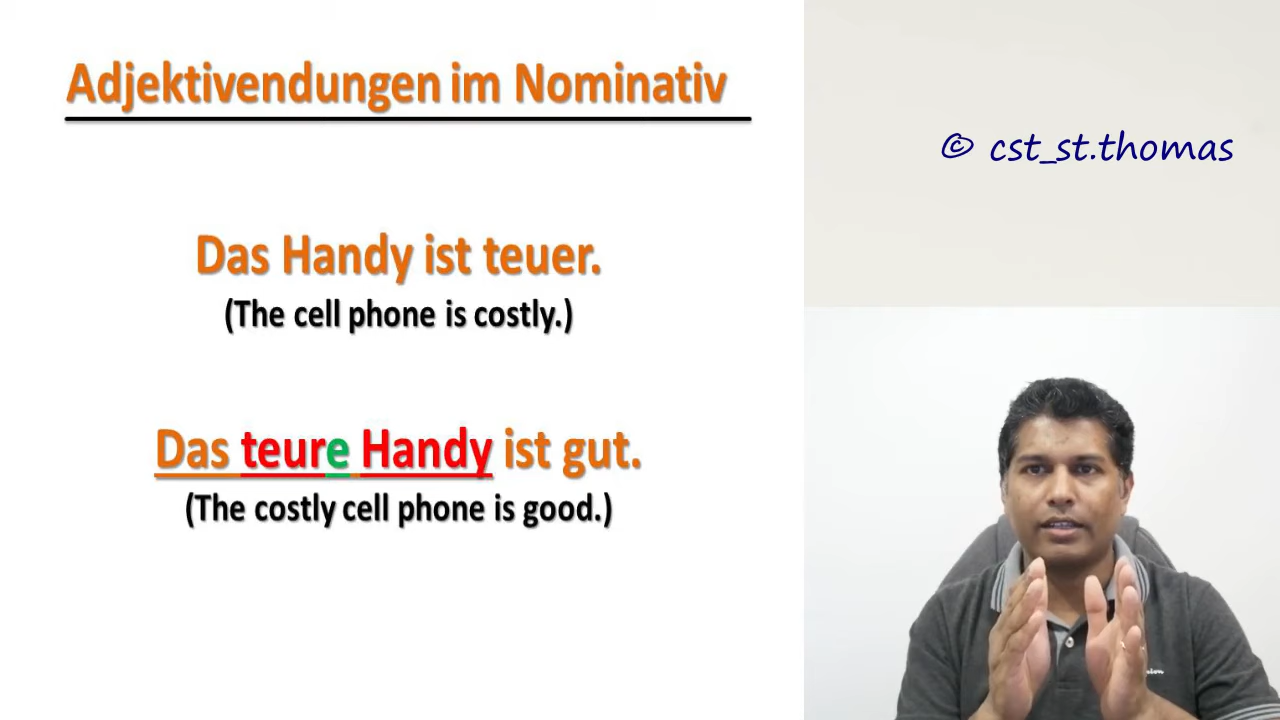 Adjektivendungen im Nominativ
© cst_st.thomas
Das Handy ist teuer.
(The cell phone is costly.)
Das teure Handy ist gut.
(The costly cell phone is good.)